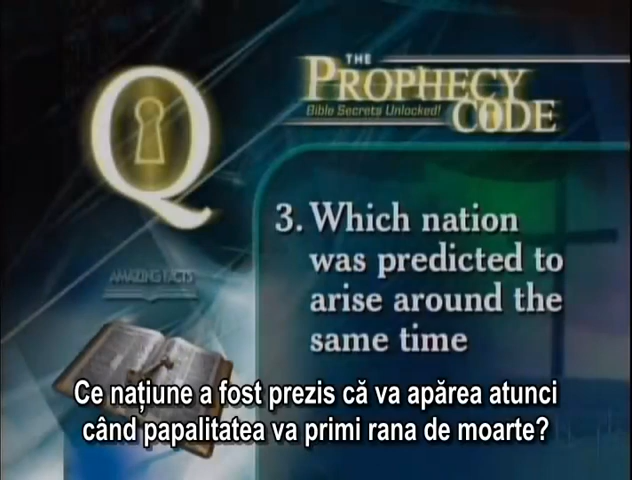 THE
PROPHECY
Bible Secrets Unlocked!
CODE
Q
AMAZING FACTS
3. Which nation
was predicted to
arise around the
same time
Ce națiune a fost prezis că va apărea atunci
când papalitatea va primi rana de moarte?